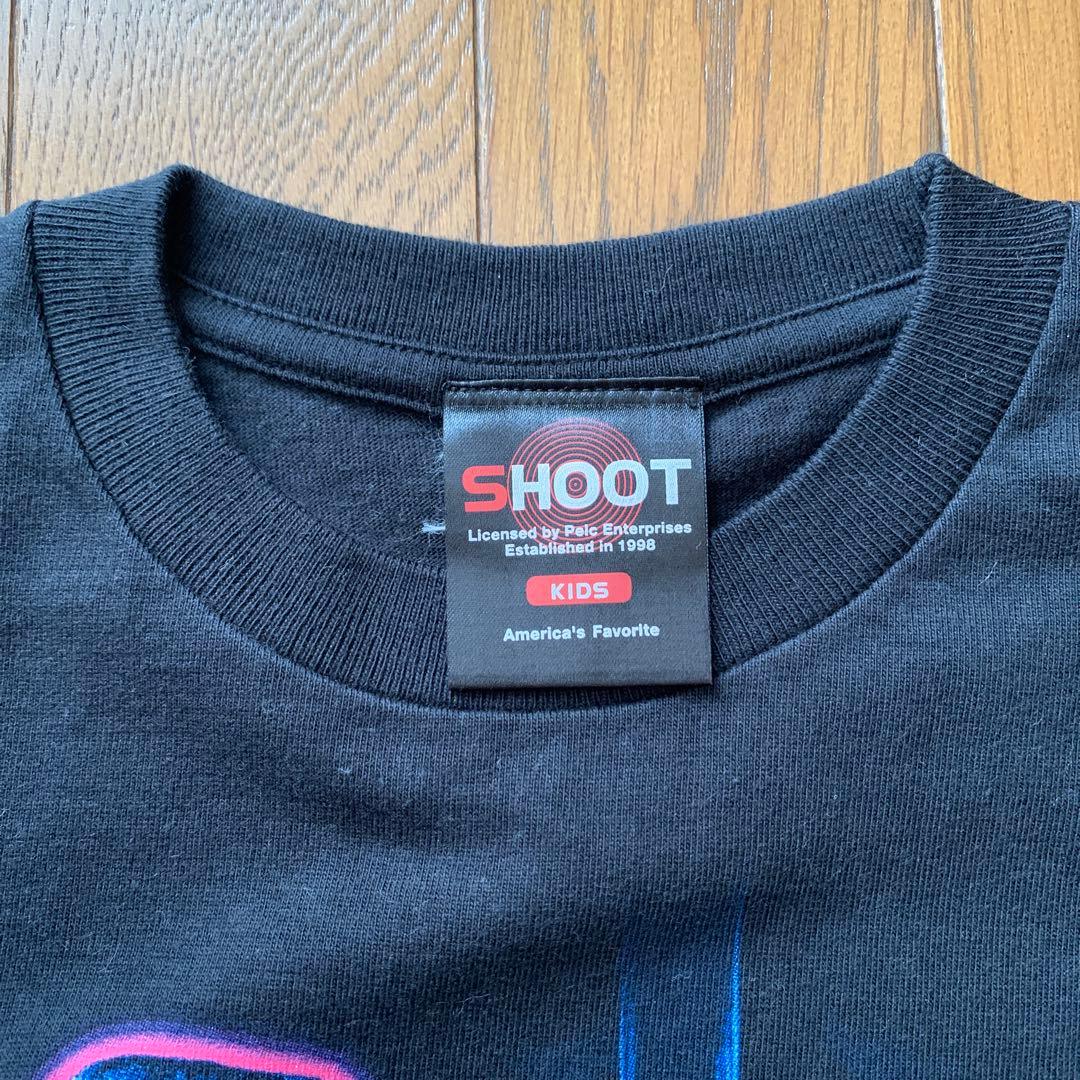 SHOOT
Licensed by Pelc Enterprises
Established in 1998
KIDS
America's Favorite